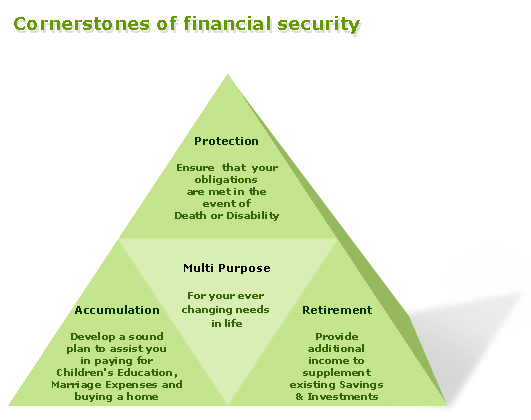 Cornerstones of financial security
Protection
Ensure that your
obligations
are met in the
event of
Death or Disability
Multi Purpose
For your ever
changing needs
in life
Accumulation
Develop a sound
plan to assist you
in paying for
Children's Education,
Marriage Expenses and
buying a home
Retirement
Provide
additional
income to
supplement
existing Savings
& Investments